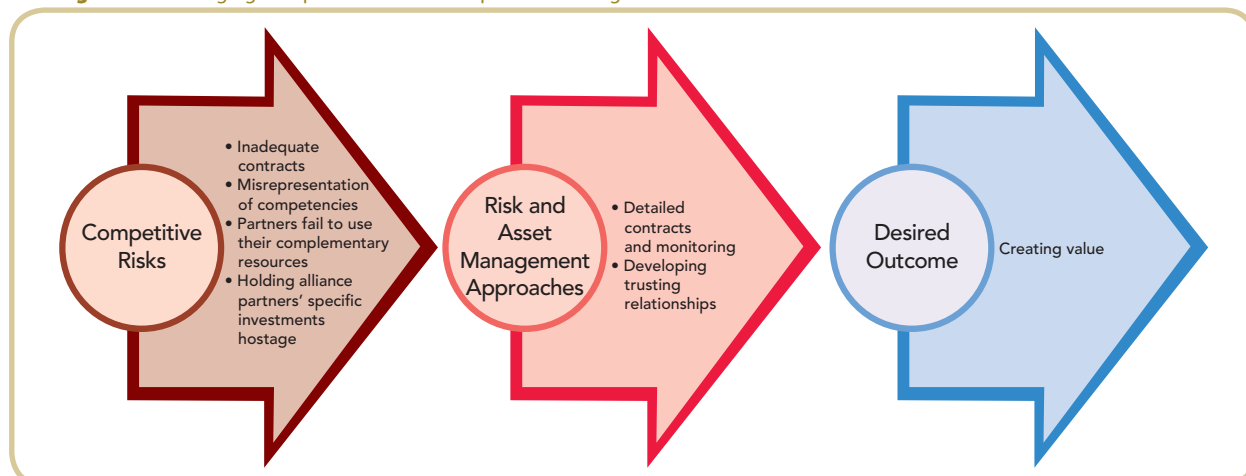 Competitive
Risks
• Inadequate
contracts
• Misrepresentation
of competencies
• Partners fail to use
their complementary
resources
• Holding alliance
partners' specific
investments
hostage
Risk and
Asset
Management
Approaches
• Detailed
contracts
and monitoring
• Developing
trusting
relationships
Desired
Outcome
Creating value